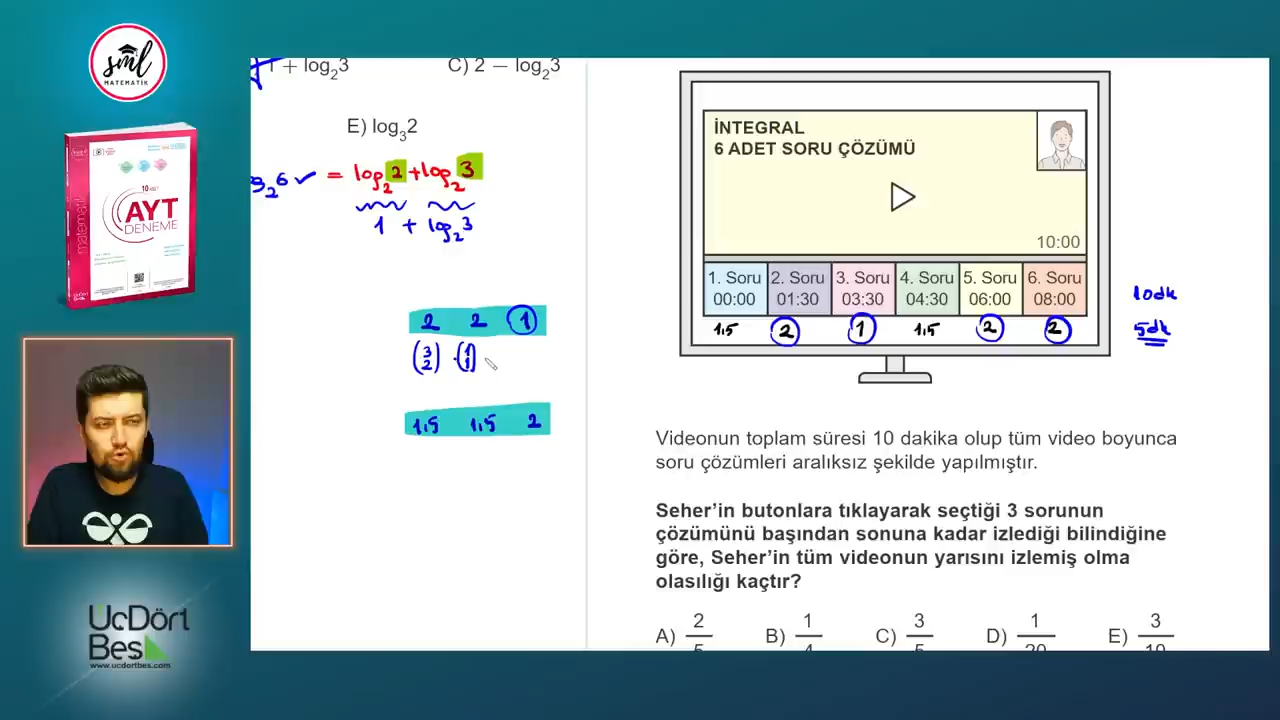 sml
MATEMATİK
10 adet
AYT
DENEME
matematik
ÜçDört
Beş
www.ucdortbes.com
1 + log₂3
C) 2 − log₂3
E) log₃2
= log₂2 + log₂3
1 + log₂3
2 2 1
(3 2) · (1 1)
1,5 1,5 2
İNTEGRAL
6 ADET SORU ÇÖZÜMÜ
10:00
1. Soru 2. Soru 3. Soru 4. Soru 5. Soru 6. Soru
00:00 01:30 03:30 04:30 06:00 08:00
1,5 2 1 1,5 2 2
10dk
5dk
Videonun toplam süresi 10 dakika olup tüm video boyunca
soru çözümleri aralıksız şekilde yapılmıştır.
Seher’in butonlara tıklayarak seçtiği 3 sorunun
çözümünü başından sonuna kadar izlediği bilindiğine
göre, Seher’in tüm videonun yarısını izlemiş olma
olasılığı kaçtır?
A) 2/5 B) 1/4 C) 3/5 D) 1/20 E) 3/10